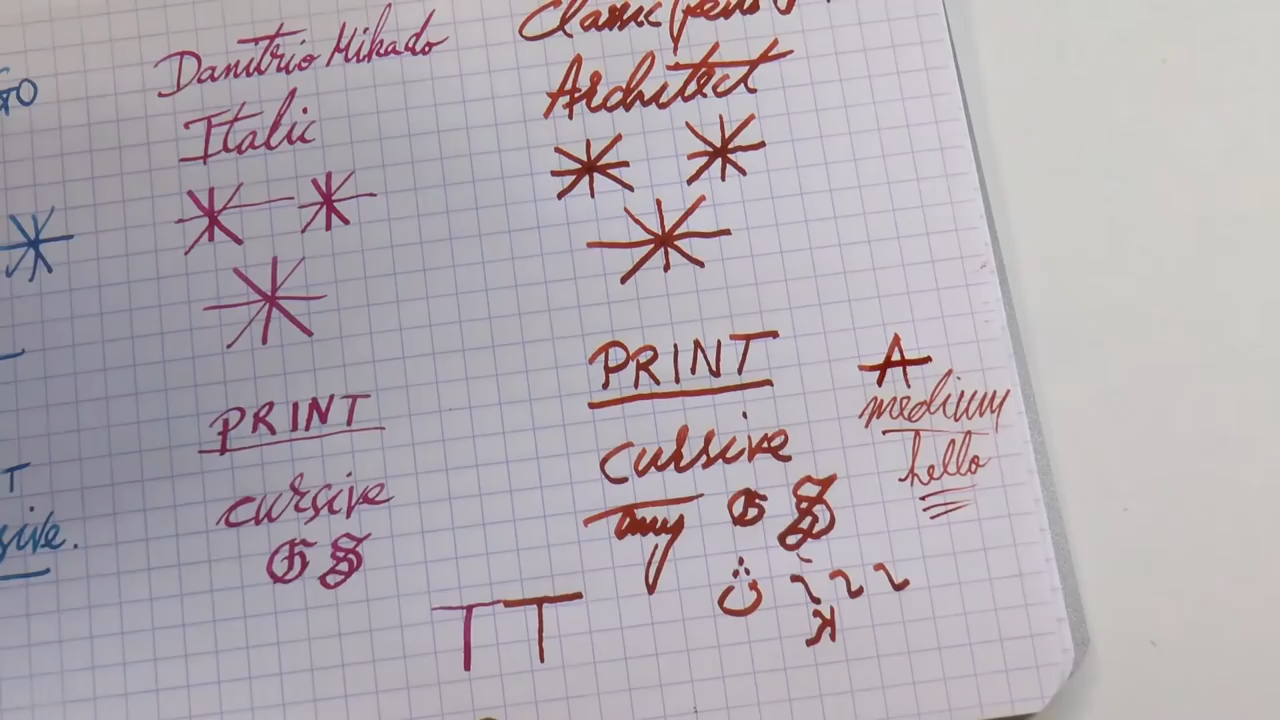 Danitrio Mikado
Italic
PRINT
cursive
G S
T T
Classic Pens
Architect
PRINT
cursive
G S
A
medium
hello